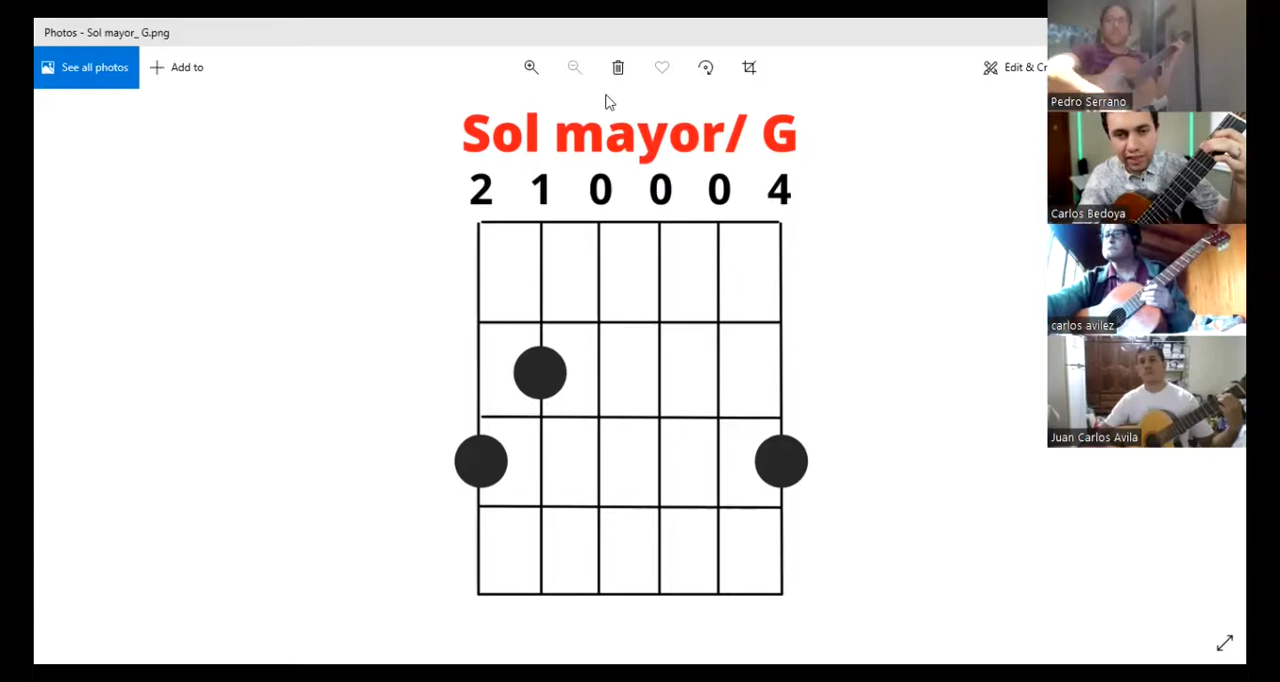 Photos - Sol mayor_ G.png
See all photos
Add to
Edit & Cr
Sol mayor/ G
2 1 0 0 0 4
Pedro Serrano
Carlos Bedoya
carlos avilez
Juan Carlos Avila